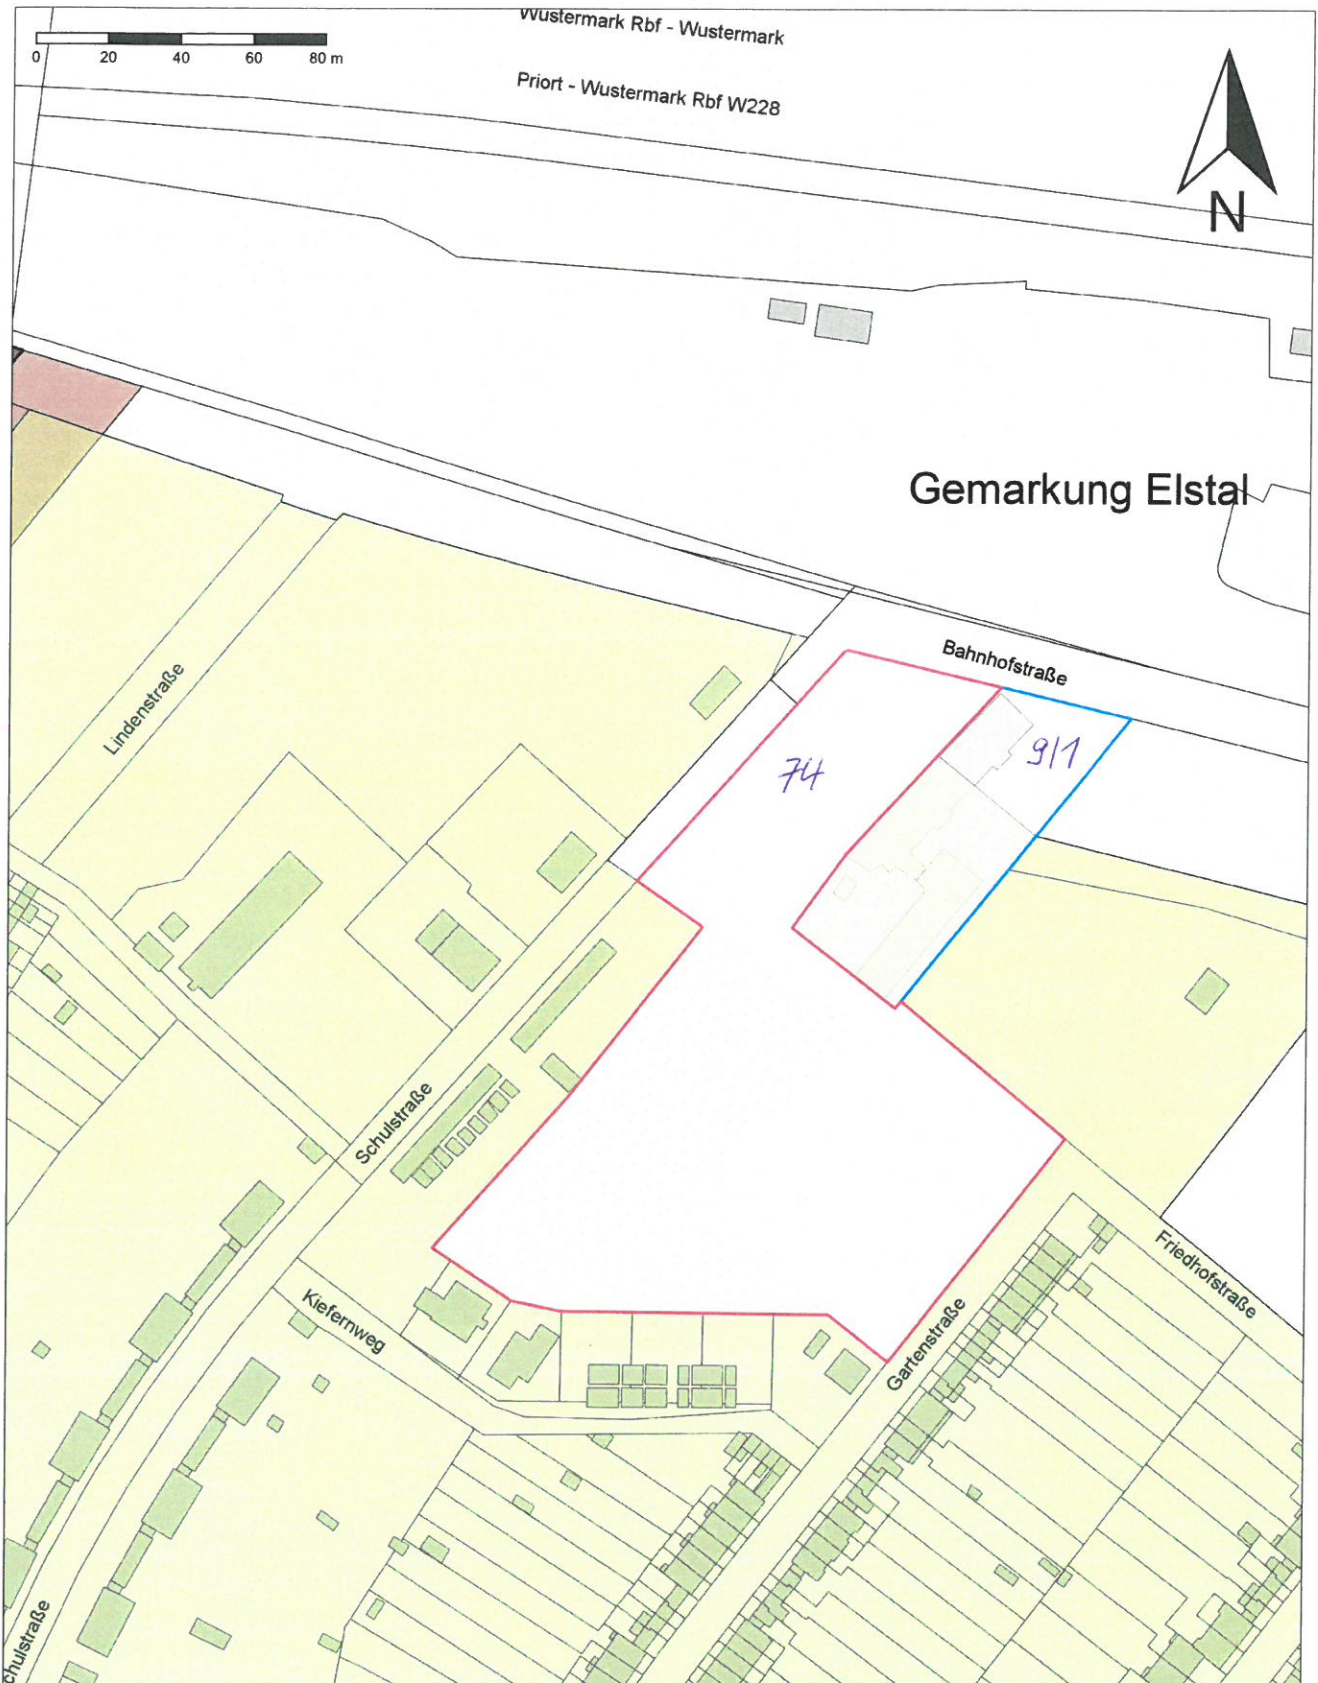 Wustermark Rbf - Wustermark
0 20 40 60 80 m
Priort - Wustermark Rbf W228
N
Gemarkung Elstal
Bahnhofstraße
Lindenstraße
74
9/1
Schulstraße
Friedhofstraße
Kiefernweg
Gartenstraße
chulstraße